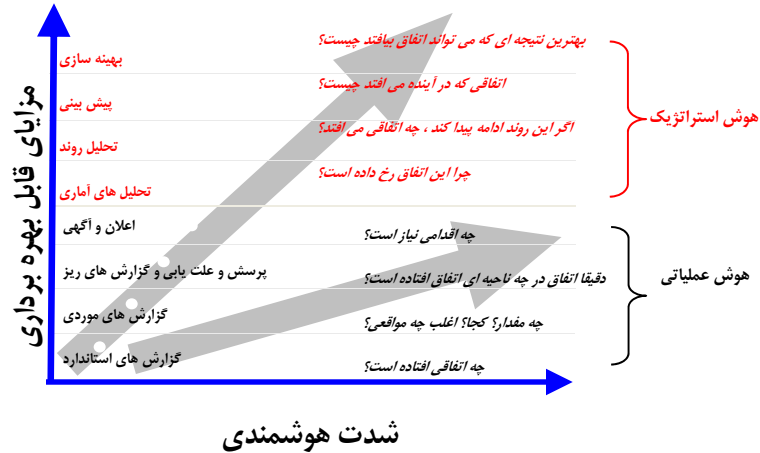 بهترین نتیجه ای که می تواند اتفاق بیافتد چیست؟
بهینه سازی
اتفاقی که در آینده می افتد چیست؟
پیش بینی
اگر این روند ادامه پیدا کند ، چه اتفاقی می افتد؟
تحلیل روند
چرا این اتفاق رخ داده است؟
تحلیل های آماری
هوش استراتژیک
چه اقدامی نیاز است؟
اعلان و آگهی
دقیقا اتفاق در چه ناحیه ای اتفاق افتاده است؟
پرسش و علت یابی و گزارش های ریز
چه مقدار؟ کجا؟ اغلب چه مواقعی؟
گزارش های موردی
چه اتفاقی افتاده است؟
گزارش های استاندارد
هوش عملیاتی
مزایای قابل بهره برداری
شدت هوشمندی